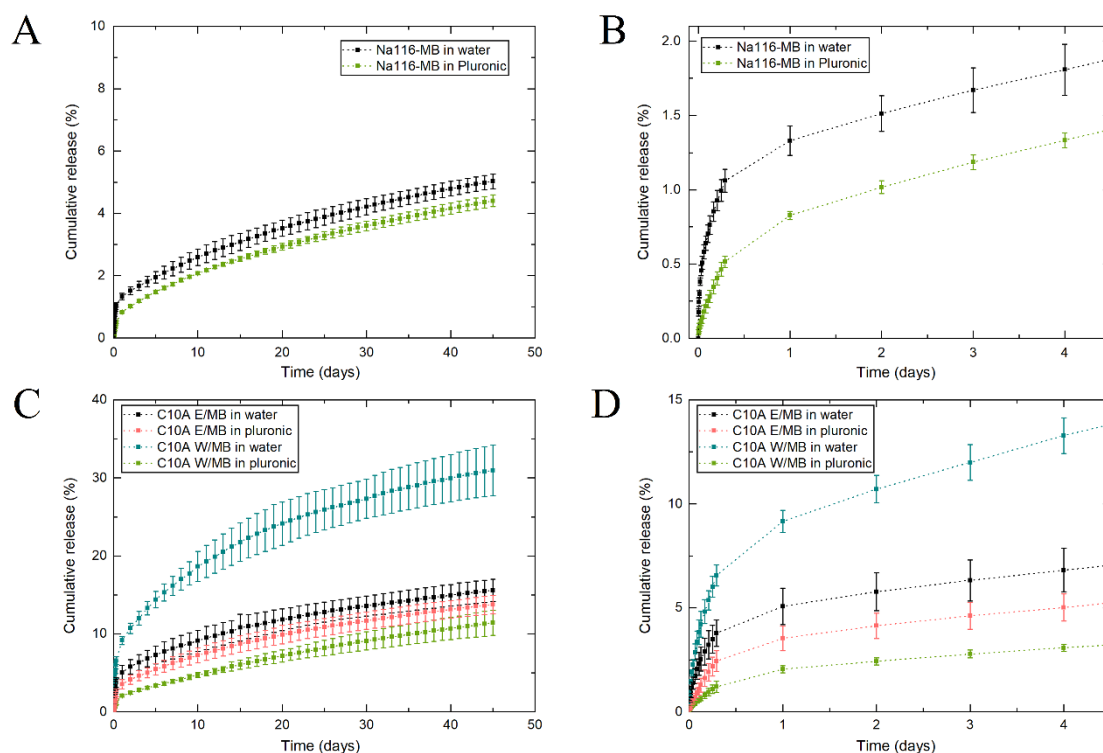 A
Na116-MB in water
Na116-MB in Pluronic
Cumulative release (%)
10
8
6
4
2
0
0 10 20 30 40 50
Time (days)
B
Na116-MB in water
Na116-MB in Pluronic
Cumulative release (%)
2.0
1.5
1.0
0.5
0.0
0 1 2 3 4
Time (days)
C
C10A E/MB in water
C10A E/MB in pluronic
C10A W/MB in water
C10A W/MB in pluronic
Cumulative release (%)
40
30
20
10
0
0 10 20 30 40 50
Time (days)
D
C10A E/MB in water
C10A E/MB in pluronic
C10A W/MB in water
C10A W/MB in pluronic
Cumulative release (%)
15
10
5
0
0 1 2 3 4
Time (days)